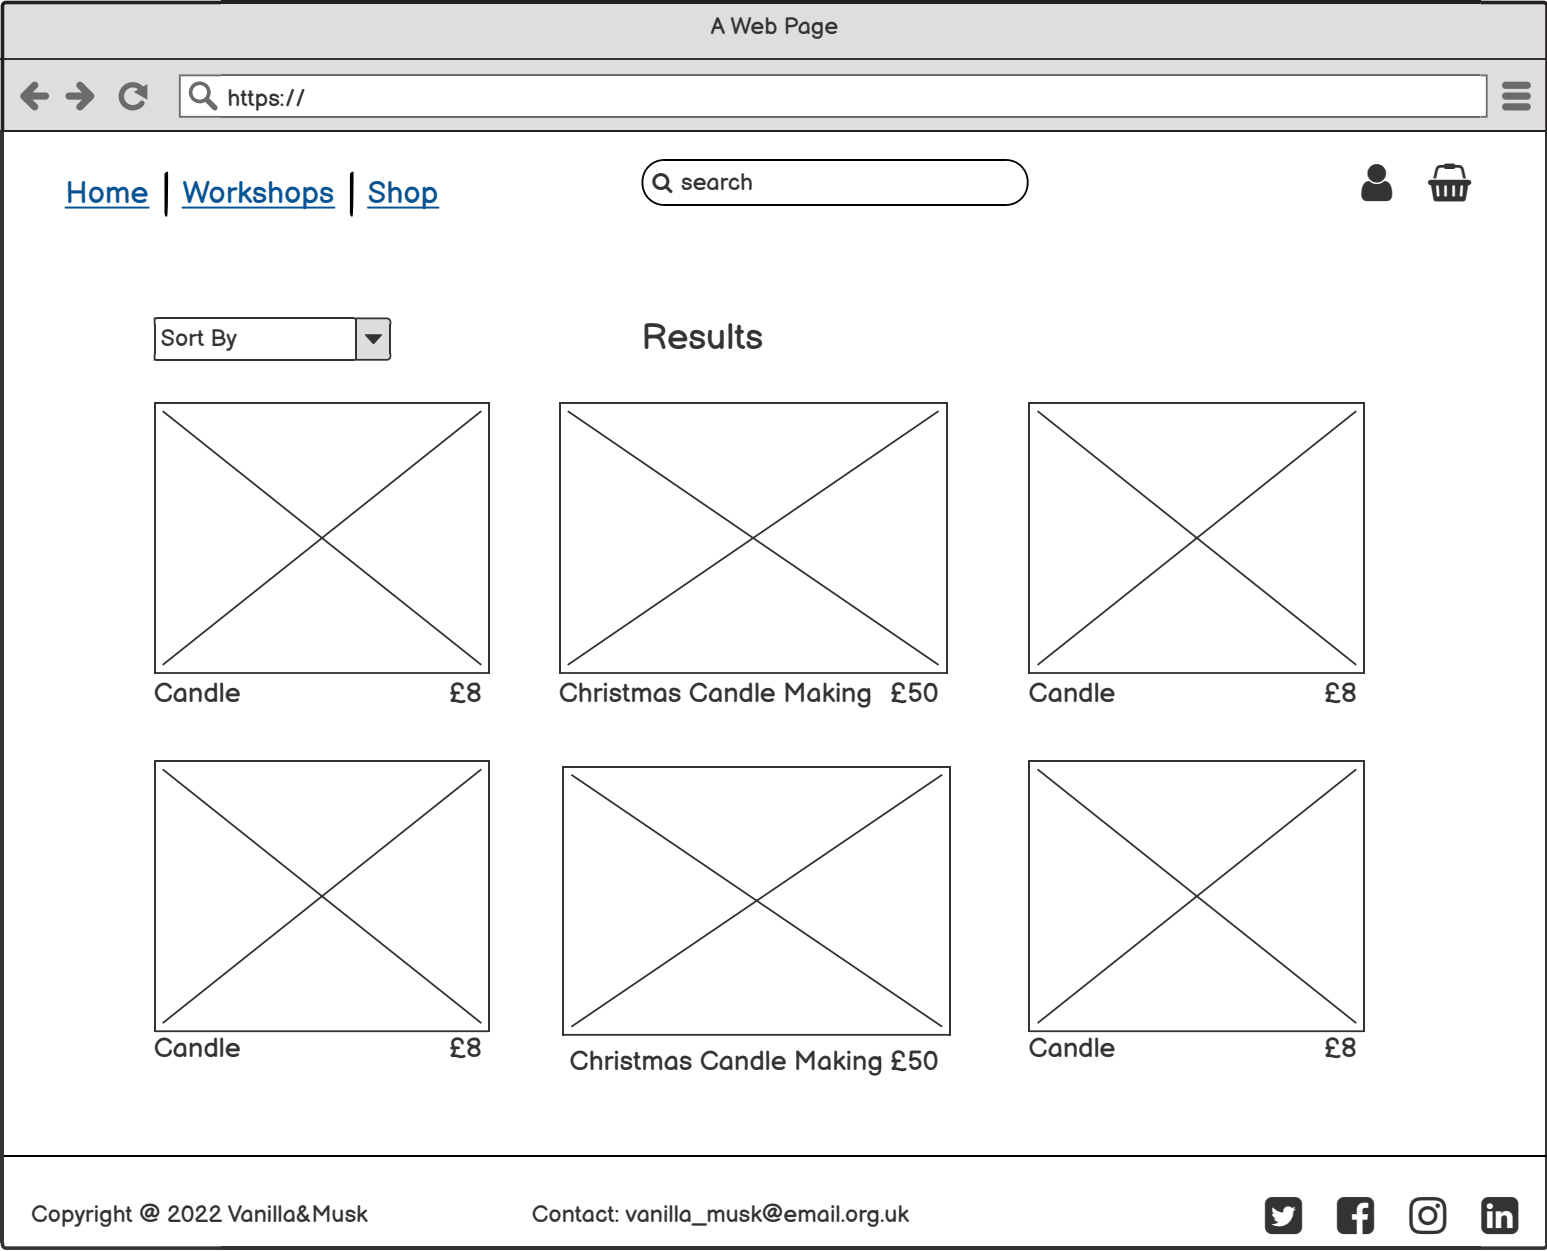 A Web Page
https://
Home | Workshops | Shop
search
Sort By
Results
Candle £8
Christmas Candle Making £50
Candle £8
Candle £8
Christmas Candle Making £50
Candle £8
Copyright @ 2022 Vanilla&Musk
Contact: vanilla_musk@email.org.uk